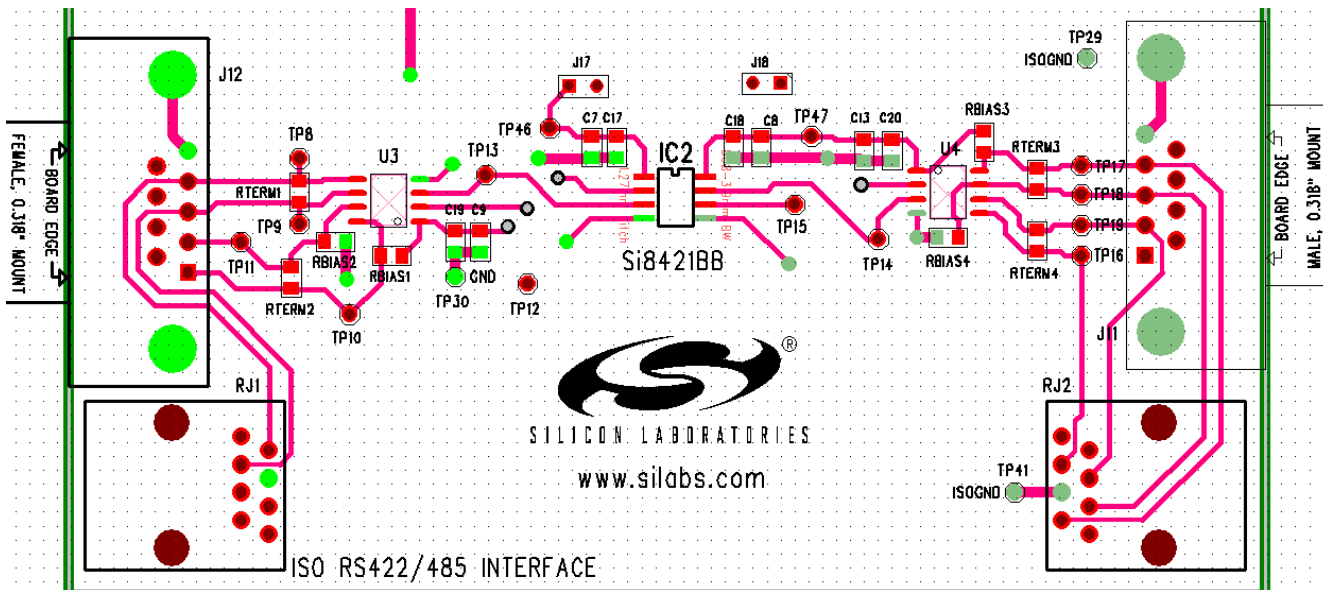 TP29
J12
ISOGND
J17
J18
RBIAS3
TP46
C7 C17
C18 C8
TP47
C13 C20
FEMALE, 0.318" MOUNT
BOARD EDGE
TP8
U3
TP13
IC2
U4
RTERM3
TP17
BOARD EDGE
MALE, 0.318" MOUNT
RTERM1
TP18
TP9
C19 C9
TP15
TP19
TP11
RBIAS2
RBIAS1
GND
Si8421BB
TP14
RBIAS4
RTERM4
TP16
RTERM2
TP30
TP12
TP10
J11
®
RJ1
RJ2
SILICON LABORATORIES
www.silabs.com
TP41
ISOGND
ISO RS422/485 INTERFACE